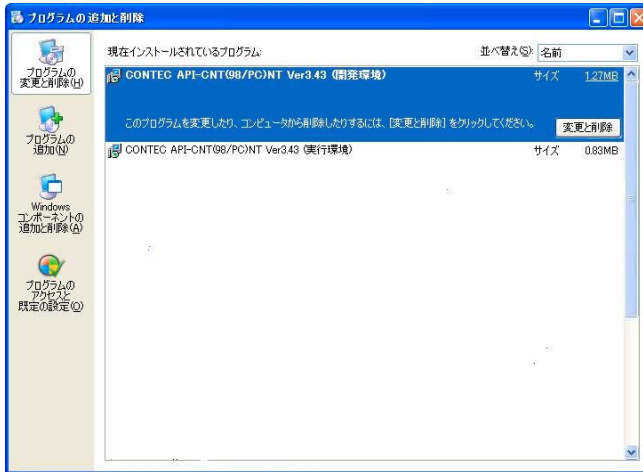 プログラムの追加と削除
現在インストールされているプログラム:
並べ替え(S):
名前
プログラムの
変更と削除(H)
プログラムの
追加(N)
Windows
コンポーネントの
追加と削除(A)
プログラムの
アクセスと
既定の設定(O)
CONTEC API-CNT(98/PC)NT Ver3.43 (開発環境)
サイズ
1.27MB
このプログラムを変更したり、コンピュータから削除したりするには、[変更と削除] をクリックしてください。
変更と削除
CONTEC API-CNT(98/PC)NT Ver3.43 (実行環境)
サイズ
0.83MB